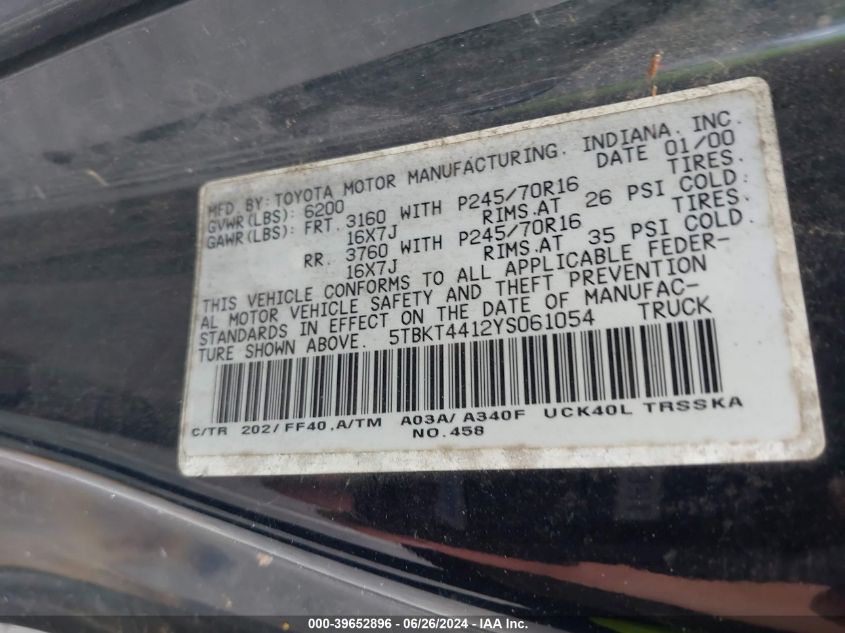 MFD BY: TOYOTA MOTOR MANUFACTURING. INDIANA. INC.
GVWR(LBS): 6200 DATE 01/00
GAWR(LBS): FRT. 3160 WITH P245/70R16 TIRES.
16X7J RIMS.AT 26 PSI COLD.
RR. 3760 WITH P245/70R16 TIRES.
16X7J RIMS.AT 35 PSI COLD.
THIS VEHICLE CONFORMS TO ALL APPLICABLE FEDER-
AL MOTOR VEHICLE SAFETY AND THEFT PREVENTION
STANDARDS IN EFFECT ON THE DATE OF MANUFAC-
TURE SHOWN ABOVE. 5TBKT4412YS061054 TRUCK
C/TR 202/FF40,A/TM A03A/A340F UCK40L TRSSKA
NO.458
000-39652896 - 06/26/2024 - IAA Inc.